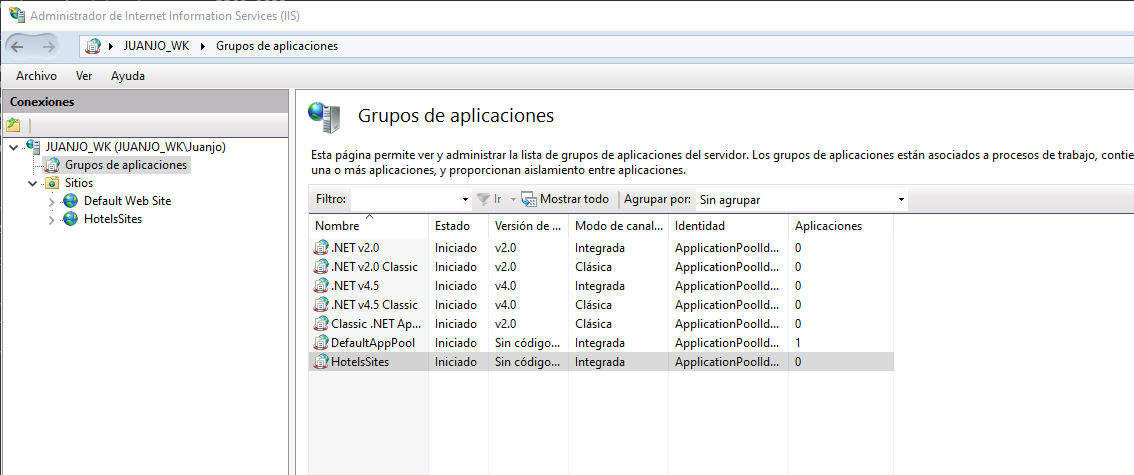 Administrador de Internet Information Services (IIS)
JUANJO_WK Grupos de aplicaciones
Archivo Ver Ayuda
Conexiones
JUANJO_WK (JUANJO_WK\Juanjo)
Grupos de aplicaciones
Sitios
Default Web Site
HotelsSites
Grupos de aplicaciones
Esta página permite ver y administrar la lista de grupos de aplicaciones del servidor. Los grupos de aplicaciones están asociados a procesos de trabajo, contie
una o más aplicaciones, y proporcionan aislamiento entre aplicaciones.
Filtro: Ir Mostrar todo Agrupar por: Sin agrupar
Nombre Estado Versión de ... Modo de canal... Identidad Aplicaciones
.NET v2.0 Iniciado v2.0 Integrada ApplicationPoolId... 0
.NET v2.0 Classic Iniciado v2.0 Clásica ApplicationPoolId... 0
.NET v4.5 Iniciado v4.0 Integrada ApplicationPoolId... 0
.NET v4.5 Classic Iniciado v4.0 Clásica ApplicationPoolId... 0
Classic .NET Ap... Iniciado v2.0 Clásica ApplicationPoolId... 0
DefaultAppPool Iniciado Sin código... Integrada ApplicationPoolId... 1
HotelsSites Iniciado Sin código... Integrada ApplicationPoolId... 0